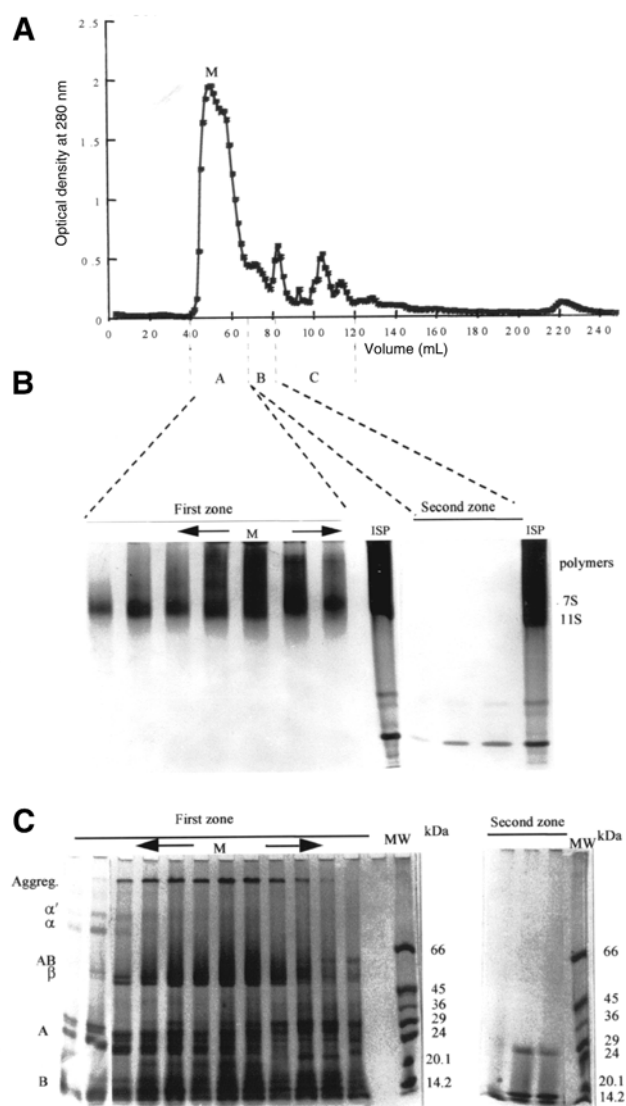 A
M
2.5
2
1.5
1
0.5
0
Optical density at 280 nm
0 20 40 60 80 100 120 140 160 180 200 220 240
Volume (mL)
A B C
B
First zone
M
ISP
Second zone
ISP
polymers
7S
11S
C
First zone
M
MW
kDa
Aggreg.
α'
α
AB
β
A
B
66
45
36
29
24
20.1
14.2
Second zone
MW
kDa
66
45
36
29
24
20.1
14.2